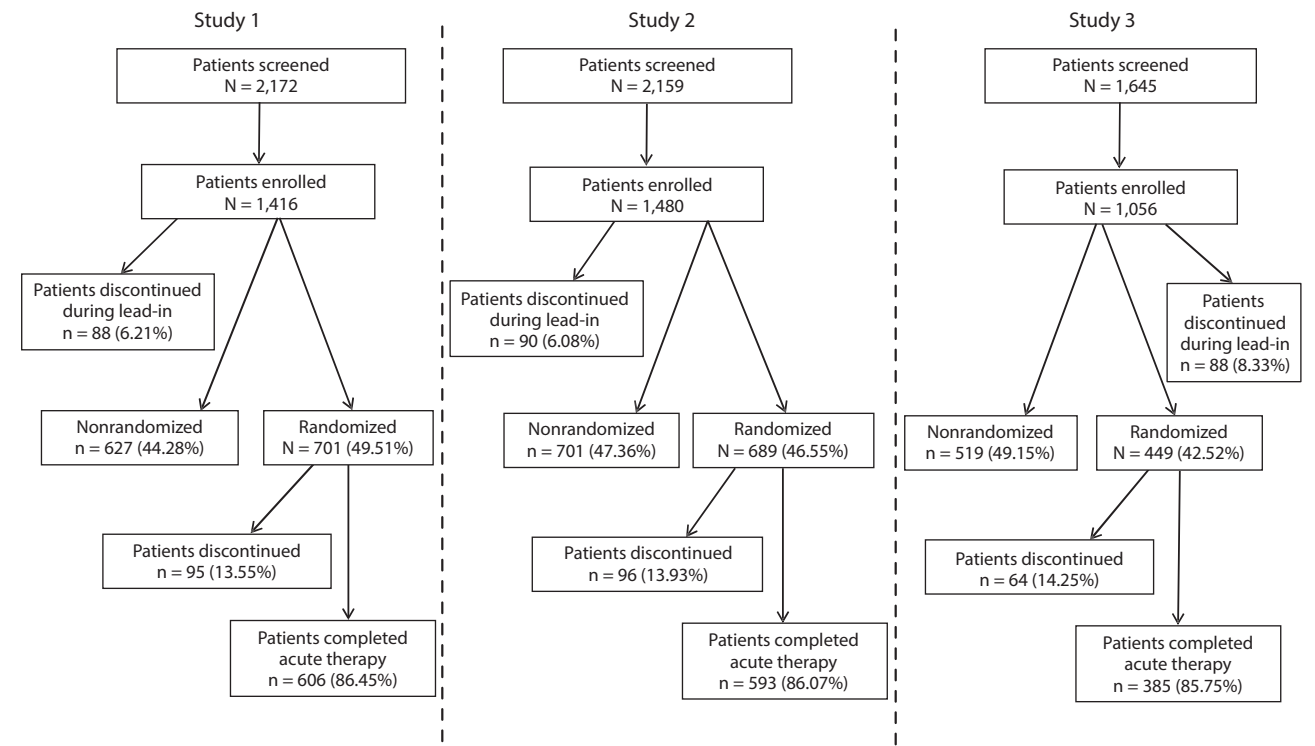 Study 1
Patients screened
N = 2,172
Patients enrolled
N = 1,416
Patients discontinued
during lead-in
n = 88 (6.21%)
Nonrandomized
n = 627 (44.28%)
Randomized
N = 701 (49.51%)
Patients discontinued
n = 95 (13.55%)
Patients completed
acute therapy
n = 606 (86.45%)
Study 2
Patients screened
N = 2,159
Patients enrolled
N = 1,480
Patients discontinued
during lead-in
n = 90 (6.08%)
Nonrandomized
n = 701 (47.36%)
Randomized
N = 689 (46.55%)
Patients discontinued
n = 96 (13.93%)
Patients completed
acute therapy
n = 593 (86.07%)
Study 3
Patients screened
N = 1,645
Patients enrolled
N = 1,056
Patients
discontinued
during lead-in
n = 88 (8.33%)
Nonrandomized
n = 519 (49.15%)
Randomized
N = 449 (42.52%)
Patients discontinued
n = 64 (14.25%)
Patients completed
acute therapy
n = 385 (85.75%)